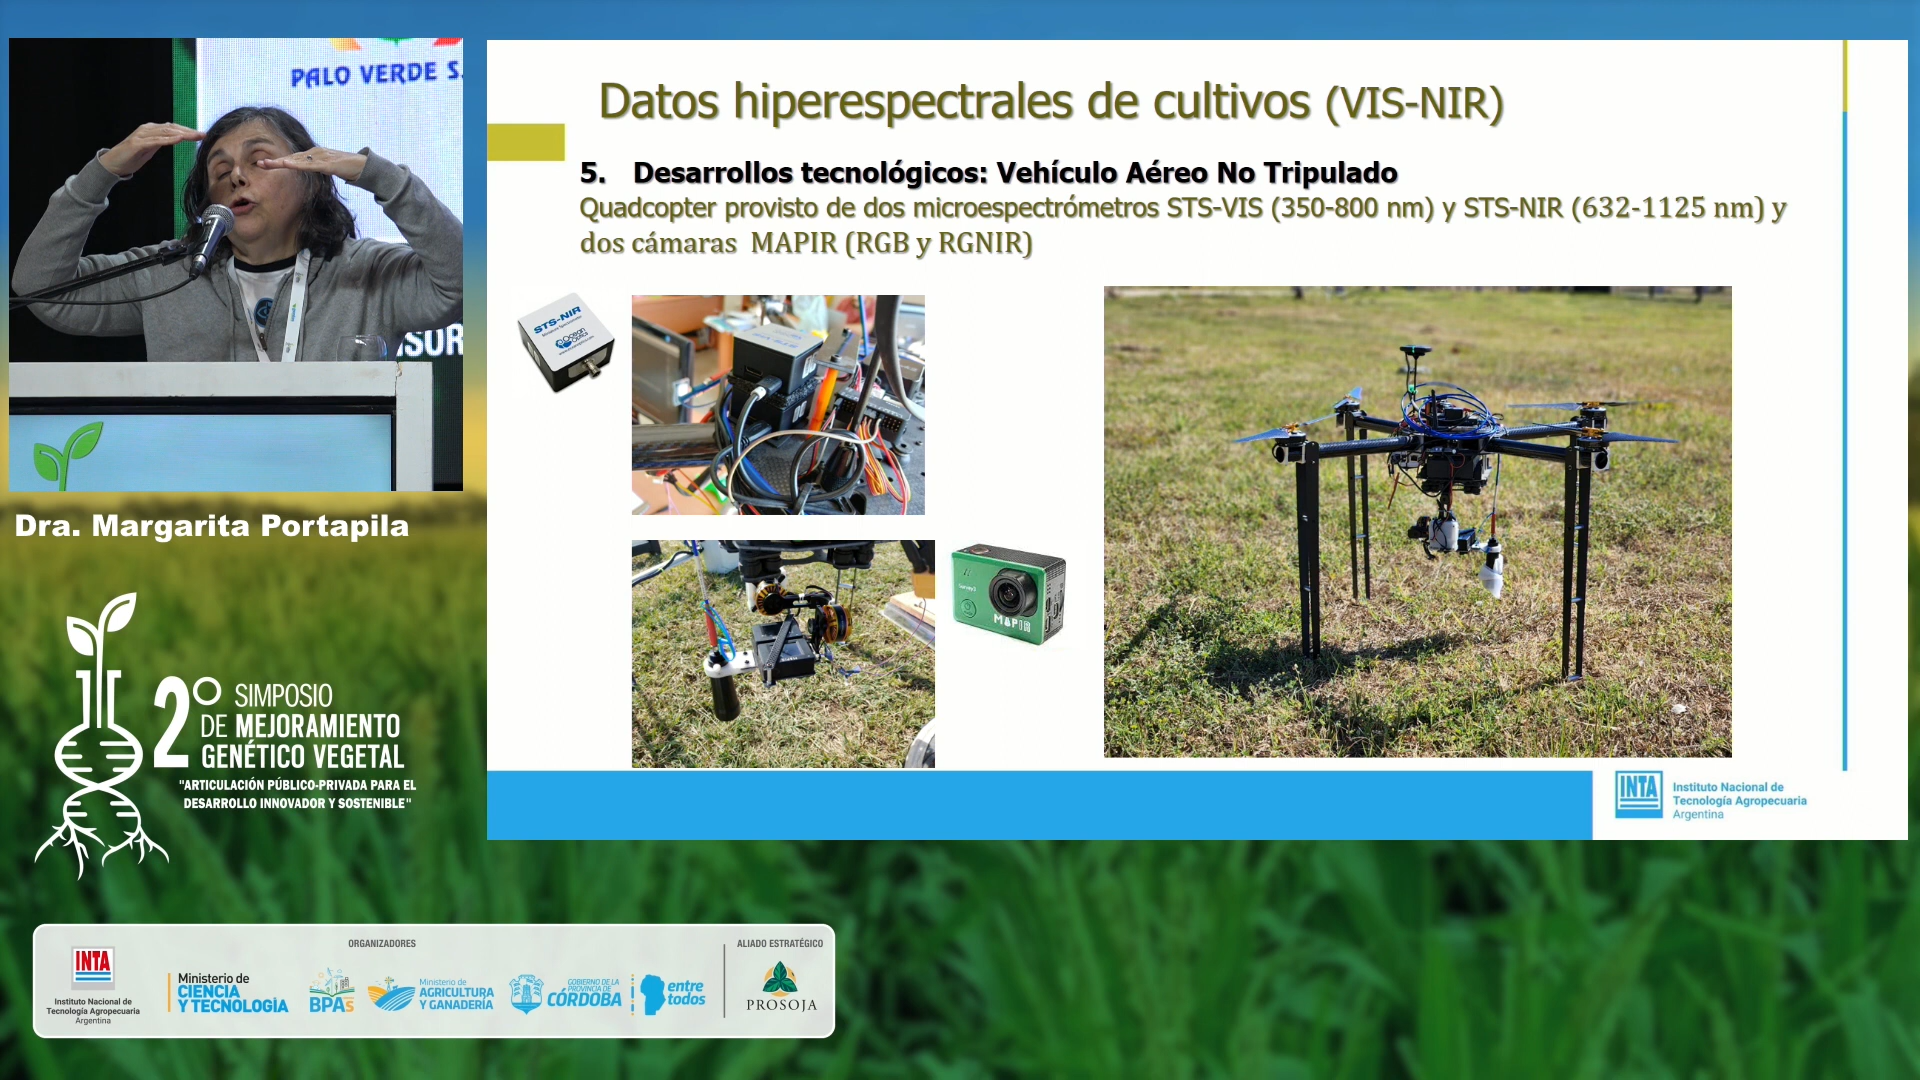 PALO VERDE S.
Dra. Margarita Portapila
2° SIMPOSIO
DE MEJORAMIENTO
GENÉTICO VEGETAL
"ARTICULACIÓN PÚBLICO-PRIVADA PARA EL
DESARROLLO INNOVADOR Y SOSTENIBLE"
Datos hiperespectrales de cultivos (VIS-NIR)
5. Desarrollos tecnológicos: Vehículo Aéreo No Tripulado
Quadcopter provisto de dos microespectrómetros STS-VIS (350-800 nm) y STS-NIR (632-1125 nm) y
dos cámaras MAPIR (RGB y RGNIR)
STS-NIR
Ocean
Optics
MAPIR
INTA
Instituto Nacional de
Tecnología Agropecuaria
Argentina
ORGANIZADORES
INTA
Instituto Nacional de
Tecnología Agropecuaria
Argentina
Ministerio de
CIENCIA
Y TECNOLOGÍA
BPAs
Ministerio de
AGRICULTURA
Y GANADERÍA
GOBIERNO DE LA
PROVINCIA DE
CÓRDOBA
entre
todos
ALIADO ESTRATÉGICO
PROSOJA